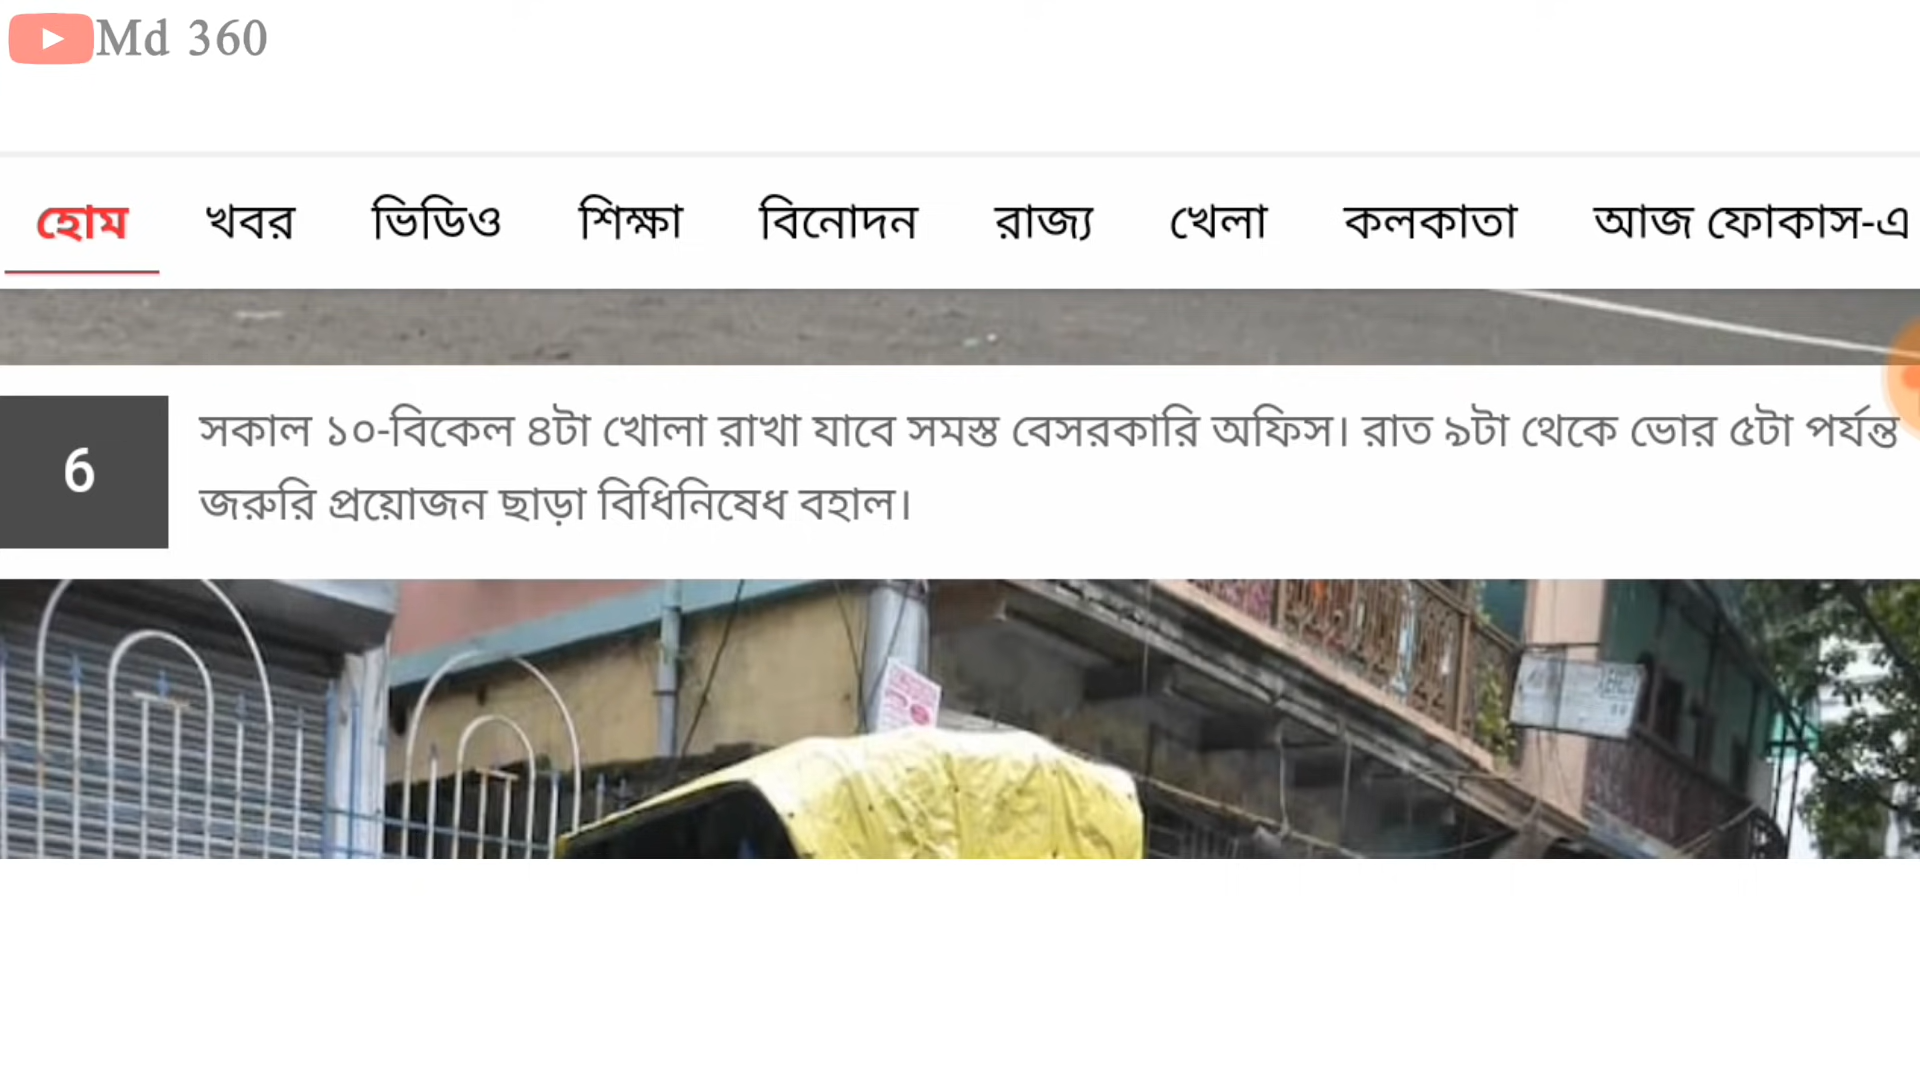 Md 360
হোম খবর ভিডিও শিক্ষা বিনোদন রাজ্য খেলা কলকাতা আজ ফোকাস-এ
6
সকাল ১০-বিকেল ৪টা খোলা রাখা যাবে সমস্ত বেসরকারি অফিস। রাত ৯টা থেকে ভোর ৫টা পর্যন্ত
জরুরি প্রয়োজন ছাড়া বিধিনিষেধ বহাল।